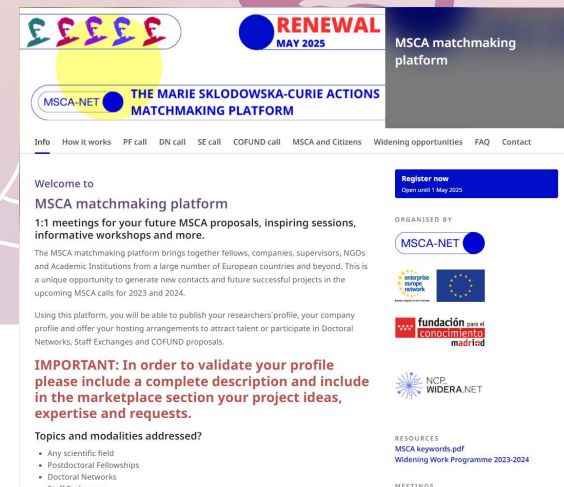 RENEWAL
MAY 2025
MSCA matchmaking
platform
MSCA-NET
THE MARIE SKLODOWSKA-CURIE ACTIONS
MATCHMAKING PLATFORM
Info How it works PF call DN call SE call COFUND call MSCA and Citizens Widening opportunities FAQ Contact
Welcome to
MSCA matchmaking platform
1:1 meetings for your future MSCA proposals, inspiring sessions,
informative workshops and more.
The MSCA matchmaking platform brings together fellows, companies, supervisors, NGOs
and Academic Institutions from a large number of European countries and beyond. This is
a unique opportunity to generate new contacts and future successful projects in the
upcoming MSCA calls for 2023 and 2024.
Using this platform, you will be able to publish your researchers`profile, your company
profile and offer your hosting arrangements to attract talent or participate in Doctoral
Networks, Staff Exchanges and COFUND proposals.
IMPORTANT: In order to validate your profile
please include a complete description and include
in the marketplace section your project ideas,
expertise and requests.
Topics and modalities addressed?
• Any scientific field
• Postdoctoral Fellowships
• Doctoral Networks
Register now
Open until 1 May 2025
ORGANISED BY
MSCA-NET
enterprise
europe
network
fundación para el
conocimiento
madrid
NCP_
WIDERA.NET
RESOURCES
MSCA keywords.pdf
Widening Work Programme 2023-2024
MEETINGS